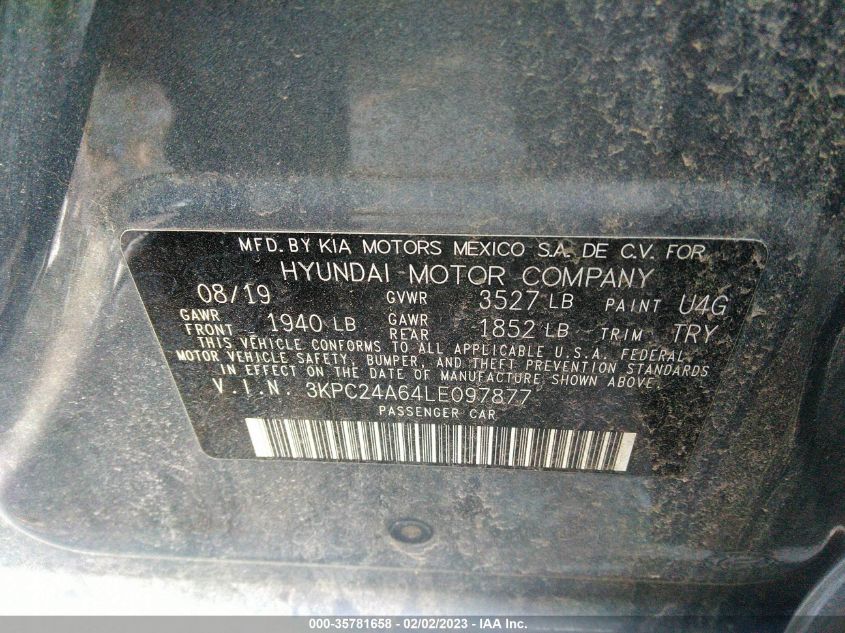 MFD. BY KIA MOTORS MEXICO S.A. DE C.V. FOR
HYUNDAI MOTOR COMPANY
08/19 GVWR 3527 LB PAINT U4G
GAWR FRONT 1940 LB GAWR REAR 1852 LB TRIM TRY
THIS VEHICLE CONFORMS TO ALL APPLICABLE U.S.A. FEDERAL
MOTOR VEHICLE SAFETY, BUMPER, AND THEFT PREVENTION STANDARDS
IN EFFECT ON THE DATE OF MANUFACTURE SHOWN ABOVE.
V.I.N. 3KPC24A64LE097877
PASSENGER CAR
000-35781658 - 02/02/2023 - IAA Inc.